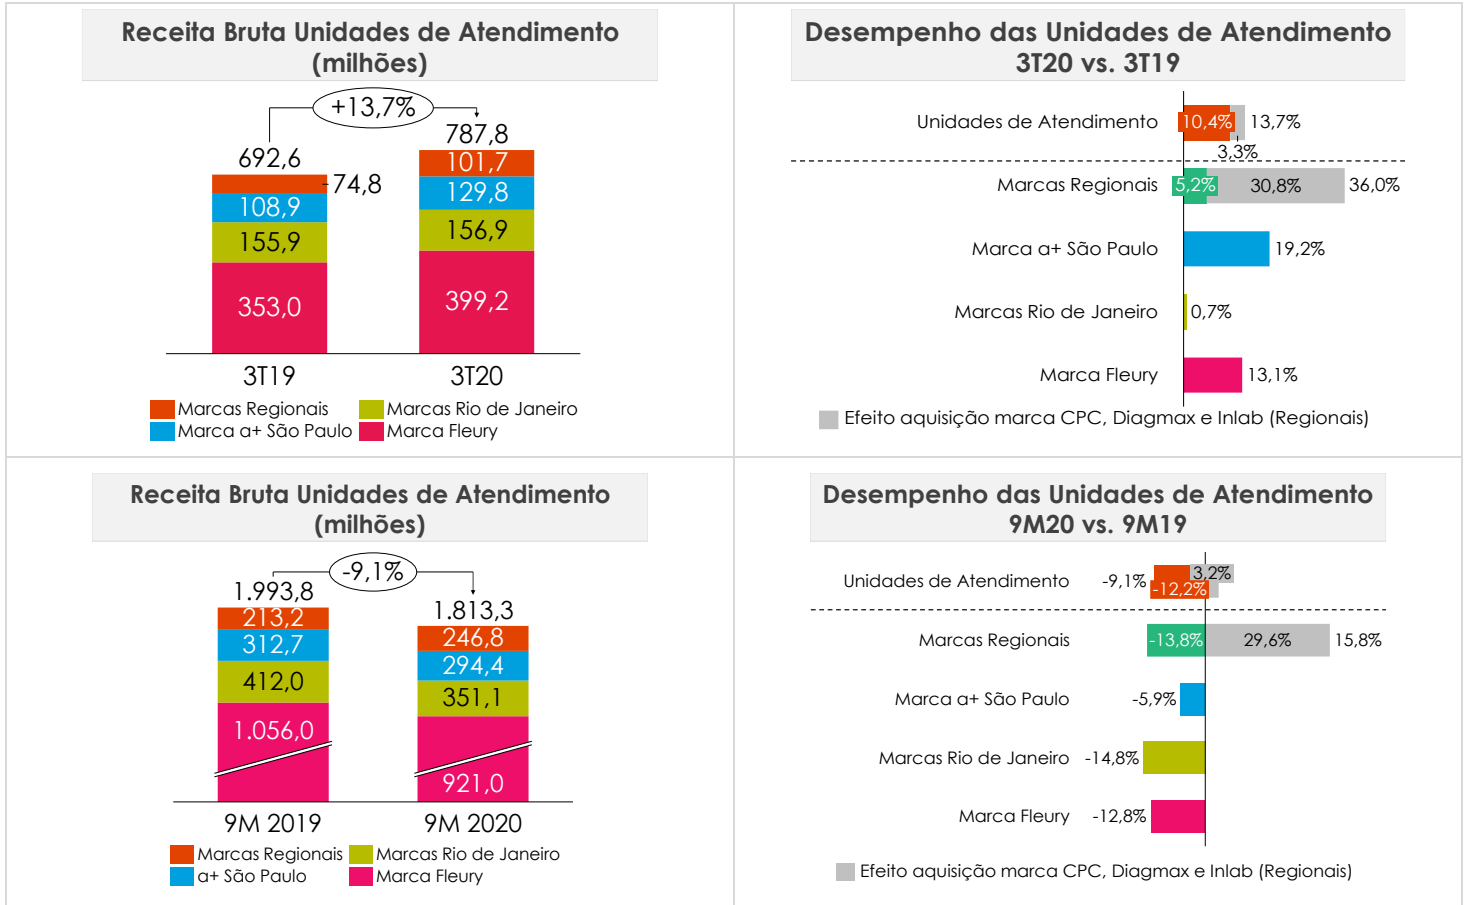 Receita Bruta Unidades de Atendimento
(milhões)
+13,7%
692,6
787,8
74,8
101,7
108,9
129,8
155,9
156,9
353,0
399,2
3T19
3T20
Marcas Regionais
Marcas Rio de Janeiro
Marca a+ São Paulo
Marca Fleury
Desempenho das Unidades de Atendimento
3T20 vs. 3T19
Unidades de Atendimento
10,4%
13,7%
3,3%
Marcas Regionais
5,2%
30,8%
36,0%
Marca a+ São Paulo
19,2%
Marcas Rio de Janeiro
0,7%
Marca Fleury
13,1%
Efeito aquisição marca CPC, Diagmax e Inlab (Regionais)
Receita Bruta Unidades de Atendimento
(milhões)
-9,1%
1.993,8
1.813,3
213,2
246,8
312,7
294,4
412,0
351,1
1.056,0
921,0
9M 2019
9M 2020
Marcas Regionais
Marcas Rio de Janeiro
a+ São Paulo
Marca Fleury
Desempenho das Unidades de Atendimento
9M20 vs. 9M19
Unidades de Atendimento
-9,1%
3,2%
-12,2%
Marcas Regionais
-13,8%
29,6%
15,8%
Marca a+ São Paulo
-5,9%
Marcas Rio de Janeiro
-14,8%
Marca Fleury
-12,8%
Efeito aquisição marca CPC, Diagmax e Inlab (Regionais)